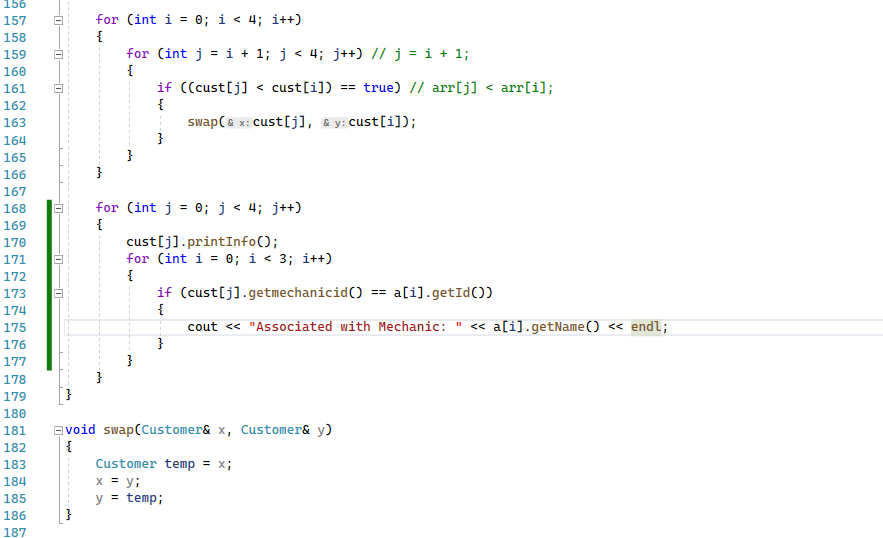 156
157 for (int i = 0; i < 4; i++)
158 {
159 for (int j = i + 1; j < 4; j++) // j = i + 1;
160 {
161 if ((cust[j] < cust[i]) == true) // arr[j] < arr[i];
162 {
163 swap(& x: cust[j], & y: cust[i]);
164 }
165 }
166 }
167
168 for (int j = 0; j < 4; j++)
169 {
170 cust[j].printInfo();
171 for (int i = 0; i < 3; i++)
172 {
173 if (cust[j].getmechanicid() == a[i].getId())
174 {
175 cout << "Associated with Mechanic: " << a[i].getName() << endl;
176 }
177 }
178 }
179 }
180
181 void swap(Customer& x, Customer& y)
182 {
183 Customer temp = x;
184 x = y;
185 y = temp;
186 }
187